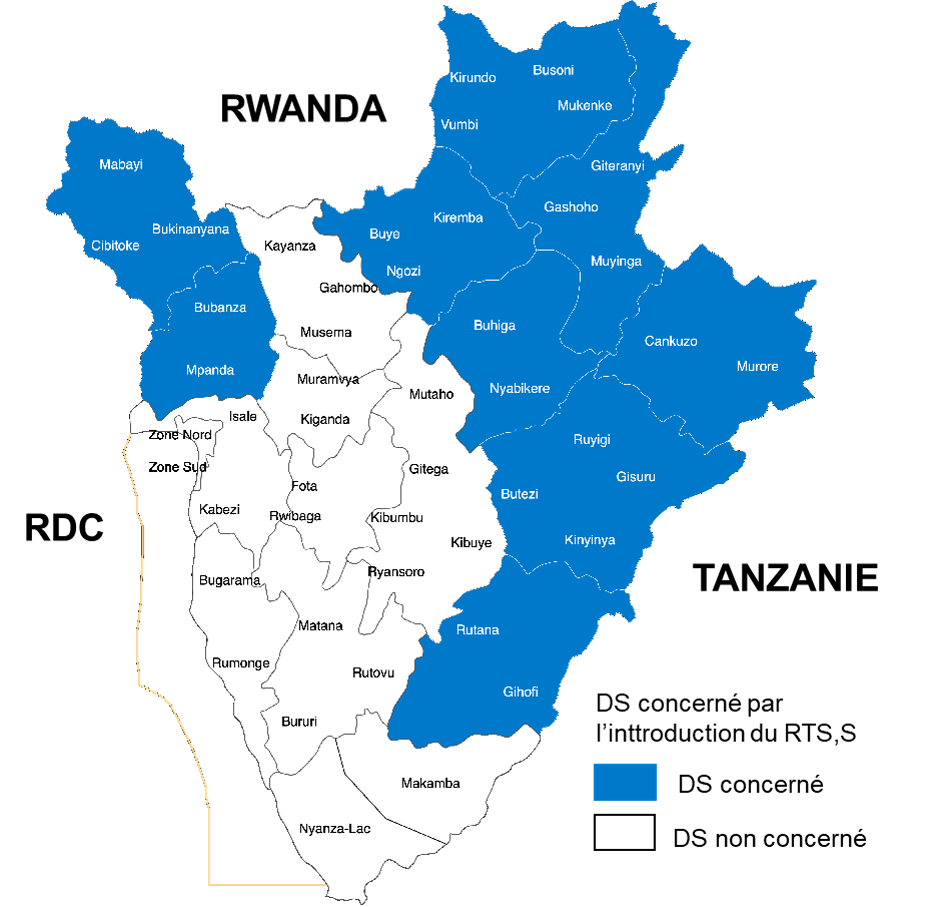 Kirundo
Busoni
Mukenke
RWANDA
Vumbi
Mabayi
Giteranyi
Gashoho
Kiremba
Bukinanyana
Buye
Cibitoke
Kayanza
Muyinga
Ngozi
Gahombo
Bubanza
Buhiga
Musema
Cankuzo
Murore
Mpanda
Muramvya
Nyabikere
Mutaho
Isale
Kiganda
Zone Nord
Ruyigi
Zone Sud
Gitega
Gisuru
Fota
Butezi
Kabezi
Rwibaga
Kibumbu
RDC
Kibuye
Kinyinya
Bugarama
Ryansoro
TANZANIE
Matana
Rutana
Rumonge
Rutovu
Gihofi
Bururi
DS concerné par
l’inttroduction du RTS,S
Makamba
DS concerné
Nyanza-Lac
DS non concerné